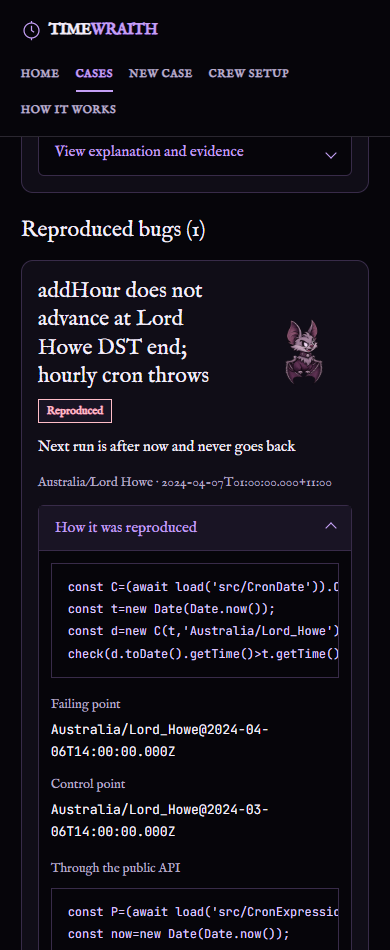 TIMEWRAITH
HOME CASES NEW CASE CREW SETUP
HOW IT WORKS
View explanation and evidence
Reproduced bugs (1)
addHour does not
advance at Lord
Howe DST end;
hourly cron throws
Reproduced
Next run is after now and never goes back
Australia/Lord Howe · 2024-04-07T01:00:00.000+11:00
How it was reproduced
const C=(await load('src/CronDate')).
const t=new Date(Date.now());
const d=new C(t,'Australia/Lord_Howe')
check(d.toDate().getTime()>t.getTime()
Failing point
Australia/Lord_Howe@2024-04-
06T14:00:00.000Z
Control point
Australia/Lord_Howe@2024-03-
06T14:00:00.000Z
Through the public API
const P=(await load('src/CronExpressio
const now=new Date(Date.now());